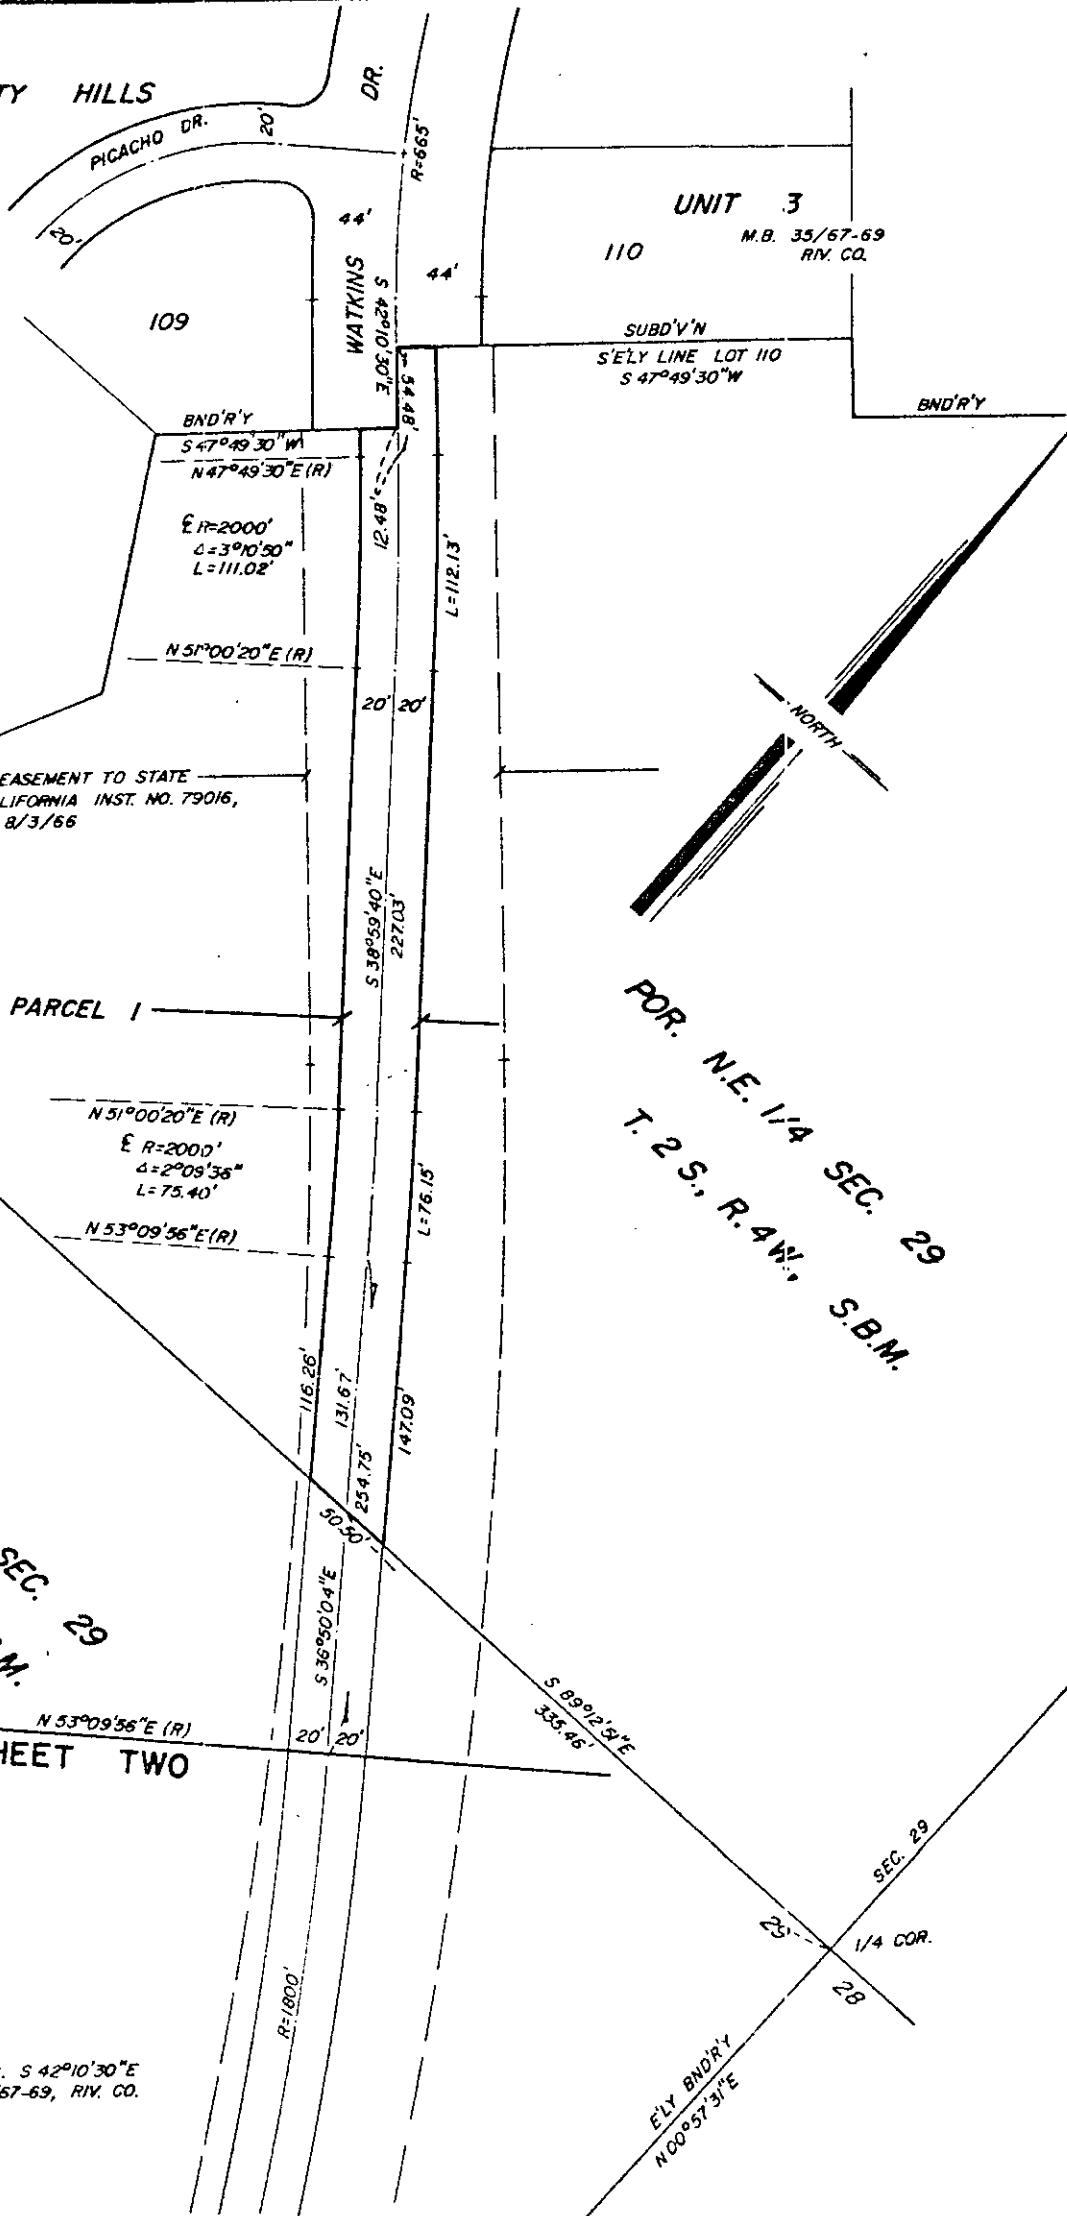 TY HILLS
PICACHO DR.
20'
20'
DR.
R=665'
44'
44'
WATKINS
S 42°10'30"E
UNIT 3
M.B. 35/67-69
RIV. CO.
110
109
SUBD'V'N
S'E'LY LINE LOT 110
S 47°49'30"W
BND'R'Y
BND'R'Y
S 47°49'30"W
N 47°49'30"E (R)
54.48'
12.48'
℄ R=2000'
Δ=3°10'50"
L=111.02'
L=112.13'
N 51°00'20"E (R)
20' 20'
NORTH
EASEMENT TO STATE
LIFORNIA INST. NO. 79016,
8/3/66
S 38°59'40"E
227.03'
PARCEL 1
POR. N.E. 1/4 SEC. 29
T. 2 S., R. 4 W., S.B.M.
N 51°00'20"E (R)
℄ R=2000'
Δ=2°09'36"
L=75.40'
L=76.15'
N 53°09'56"E (R)
116.26'
131.67'
147.09'
254.75'
50.50'
S 36°50'04"E
SEC. 29
.M.
S 89°12'51"E
335.46'
N 53°09'56"E (R)
20' 20'
HEET TWO
SEC. 29
29
1/4 COR.
28
R=1800'
E'LY BND'R'Y
N 00°57'31"E
. S 42°10'30"E
67-69, RIV. CO.